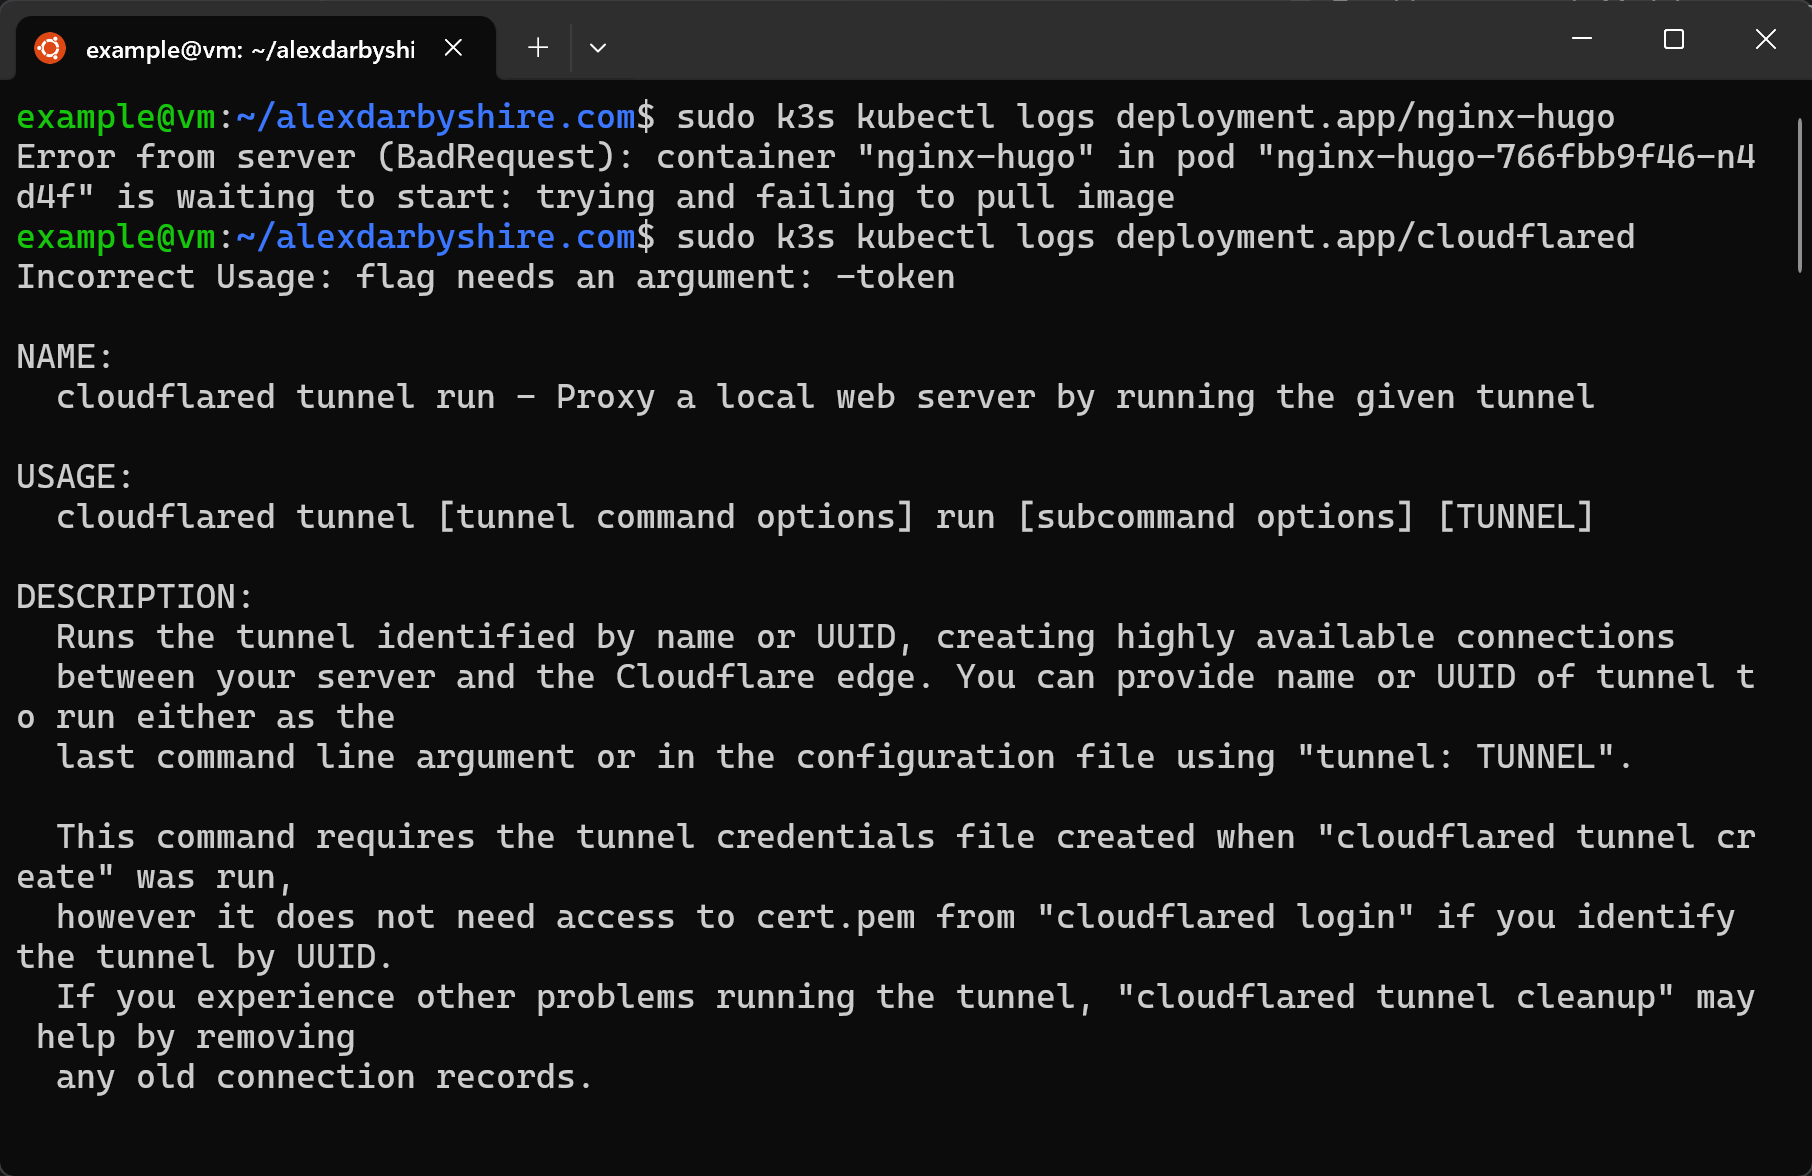 example@vm: ~/alexdarbyshi
example@vm:~/alexdarbyshire.com$ sudo k3s kubectl logs deployment.app/nginx-hugo
Error from server (BadRequest): container "nginx-hugo" in pod "nginx-hugo-766fbb9f46-n4
d4f" is waiting to start: trying and failing to pull image
example@vm:~/alexdarbyshire.com$ sudo k3s kubectl logs deployment.app/cloudflared
Incorrect Usage: flag needs an argument: -token
NAME:
  cloudflared tunnel run - Proxy a local web server by running the given tunnel
USAGE:
  cloudflared tunnel [tunnel command options] run [subcommand options] [TUNNEL]
DESCRIPTION:
  Runs the tunnel identified by name or UUID, creating highly available connections
  between your server and the Cloudflare edge. You can provide name or UUID of tunnel t
o run either as the
  last command line argument or in the configuration file using "tunnel: TUNNEL".
  This command requires the tunnel credentials file created when "cloudflared tunnel cr
eate" was run,
  however it does not need access to cert.pem from "cloudflared login" if you identify
the tunnel by UUID.
  If you experience other problems running the tunnel, "cloudflared tunnel cleanup" may
 help by removing
  any old connection records.